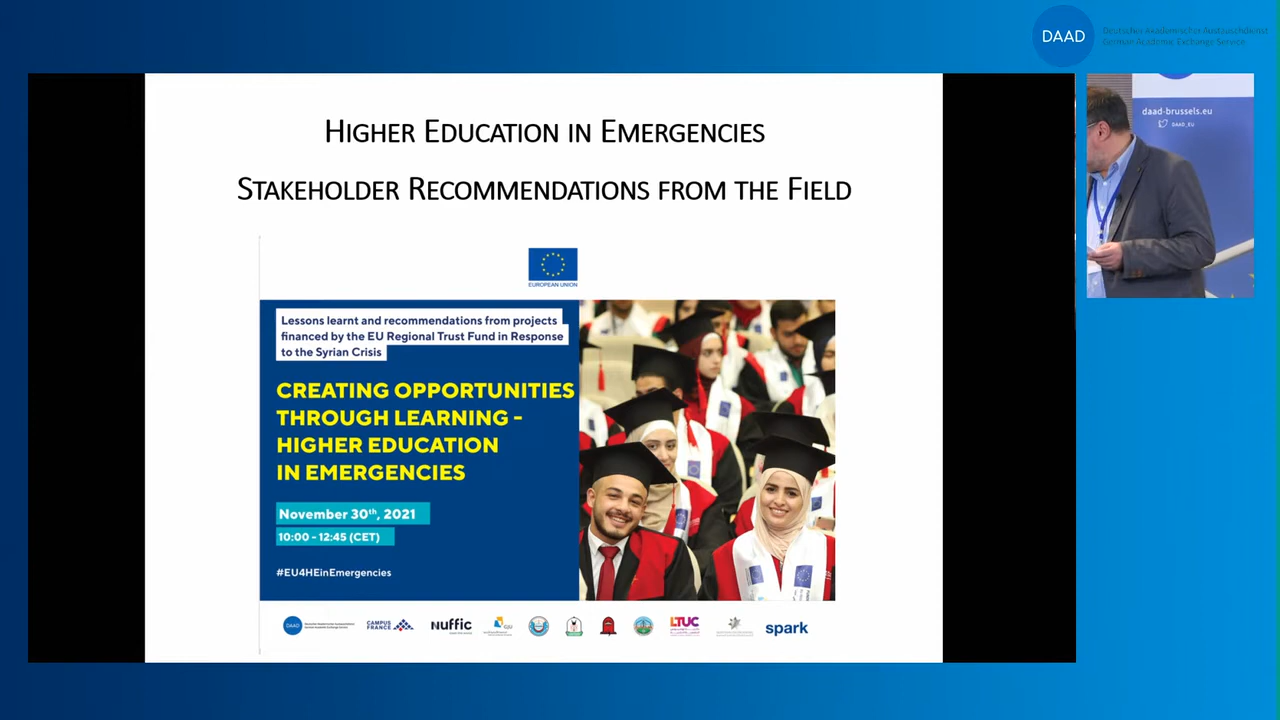 DAAD
Deutscher Akademischer Austauschdienst
German Academic Exchange Service
HIGHER EDUCATION IN EMERGENCIES
STAKEHOLDER RECOMMENDATIONS FROM THE FIELD
daad-brussels.eu
DAAD_EU
EUROPEAN UNION
Lessons learnt and recommendations from projects
financed by the EU Regional Trust Fund in Response
to the Syrian Crisis
CREATING OPPORTUNITIES
THROUGH LEARNING -
HIGHER EDUCATION
IN EMERGENCIES
November 30th, 2021
10:00 - 12:45 (CET)
#EU4HEinEmergencies
DAAD
CAMPUS
FRANCE
nuffic
GJU
LTUC
spark